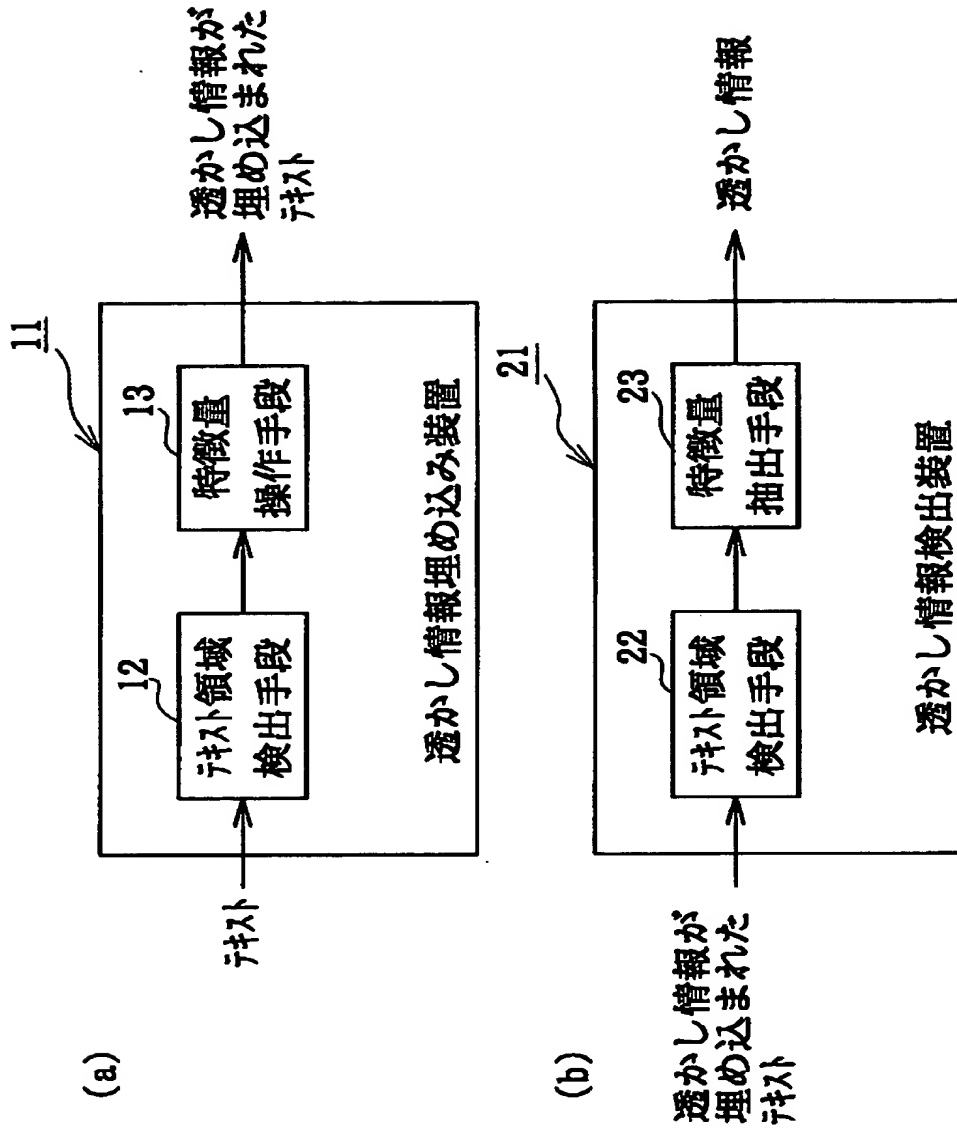 (a)
11
テキスト
12
テキスト領域
検出手段
13
特徴量
操作手段
透かし情報が
埋め込まれた
テキスト
透かし情報埋め込み装置
(b)
21
透かし情報が
埋め込まれた
テキスト
22
テキスト領域
検出手段
23
特徴量
抽出手段
透かし情報
透かし情報検出装置